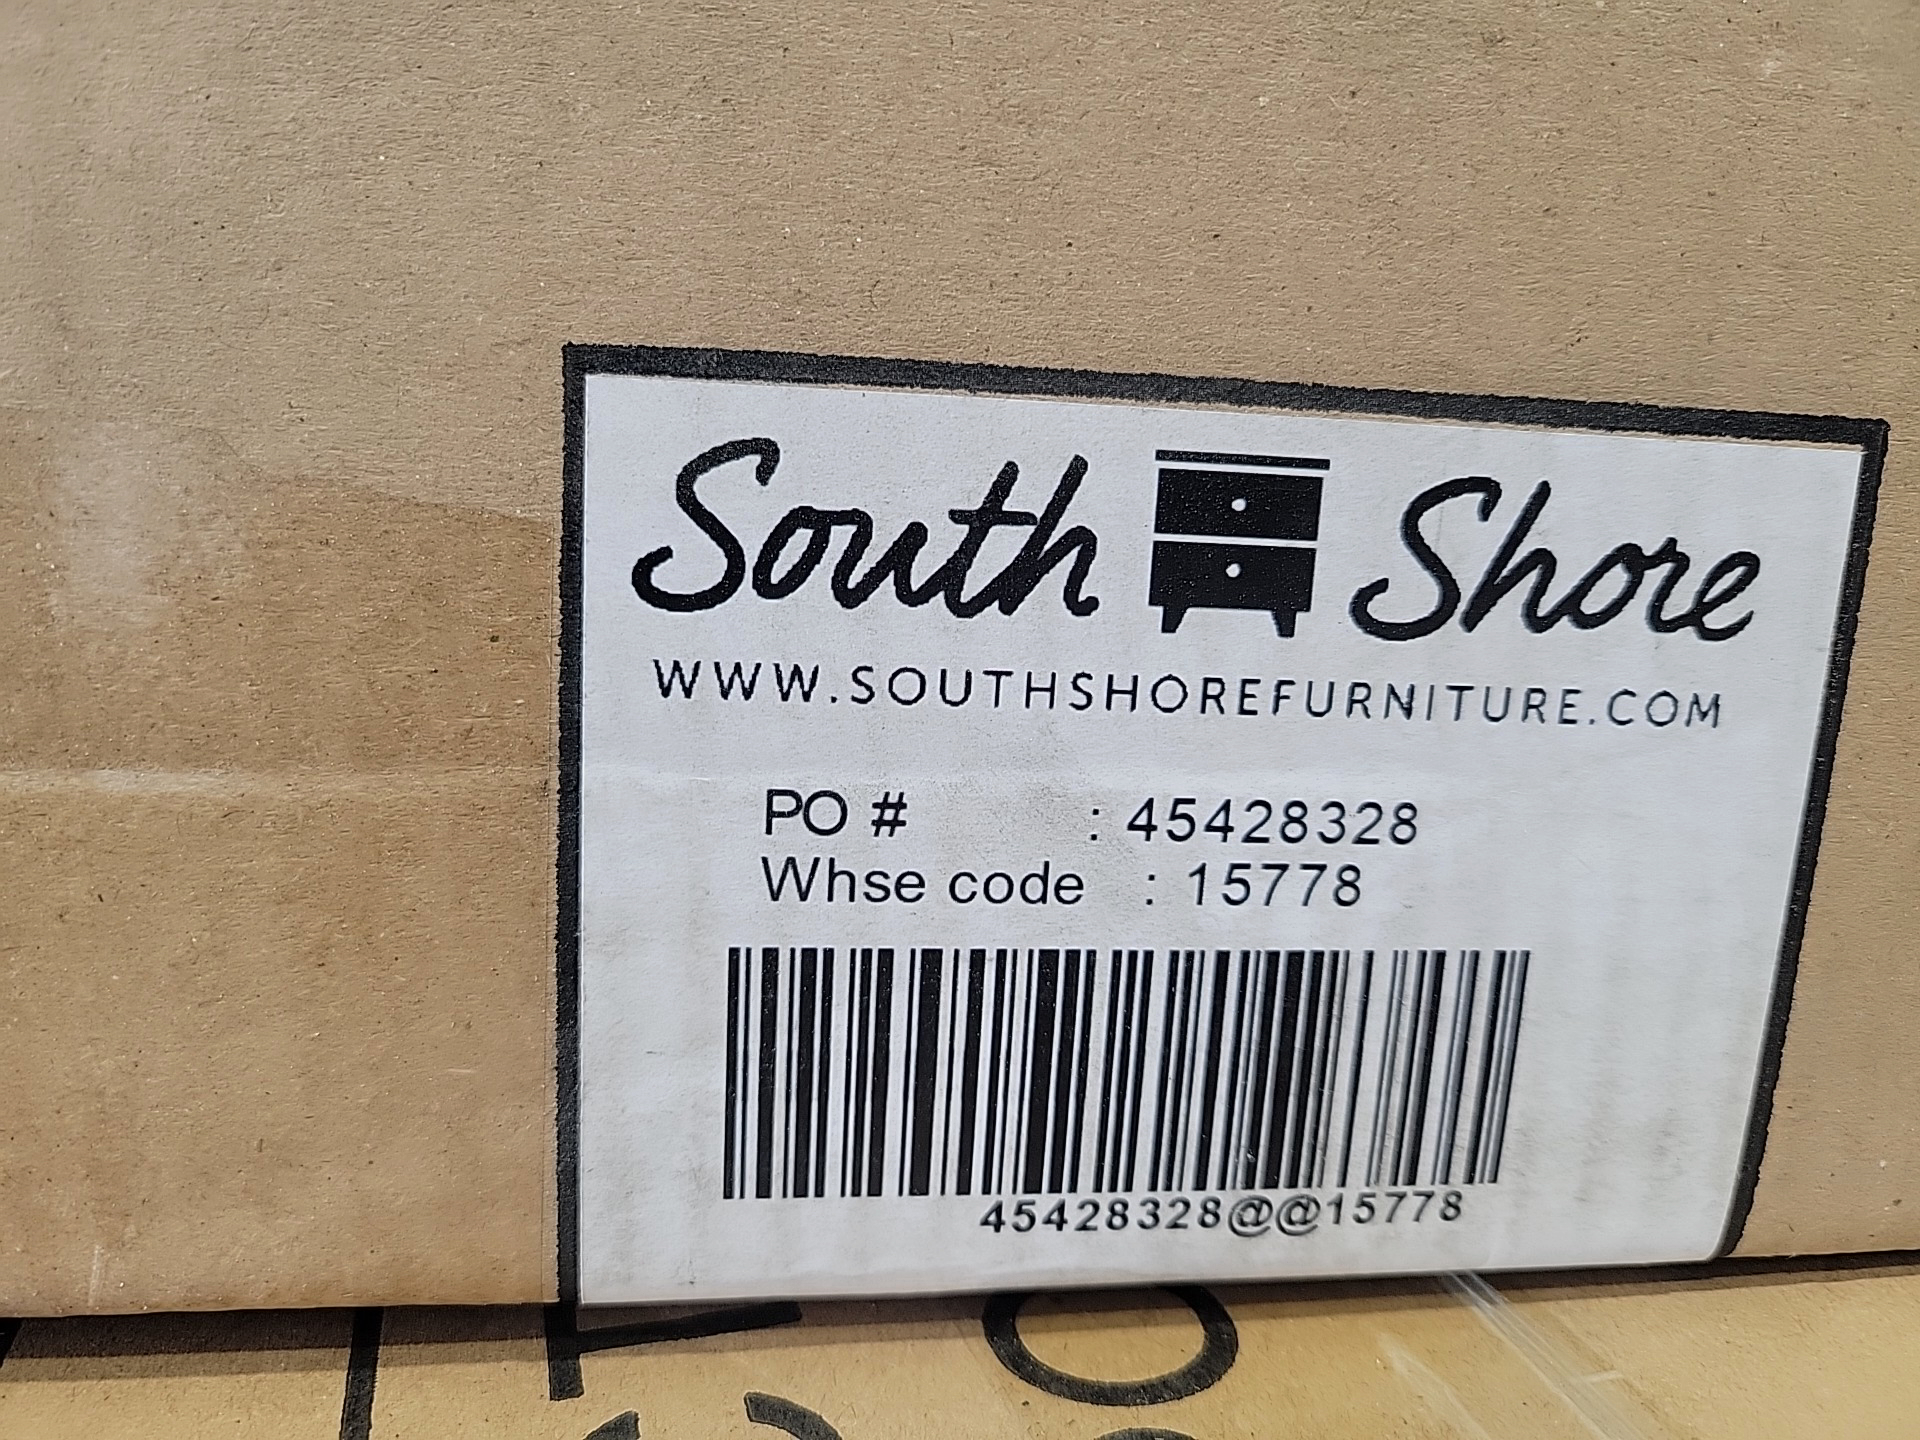 South Shore
WWW.SOUTHSHOREFURNITURE.COM
PO # : 45428328
Whse code : 15778
45428328@@15778